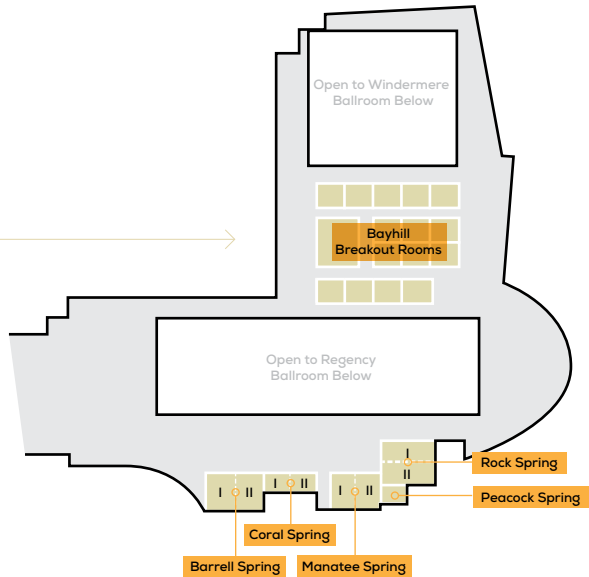 Open to Windermere
Ballroom Below
Bayhill
Breakout Rooms
Open to Regency
Ballroom Below
I
II
Rock Spring
I II
I II
I II
Peacock Spring
Coral Spring
Barrell Spring
Manatee Spring